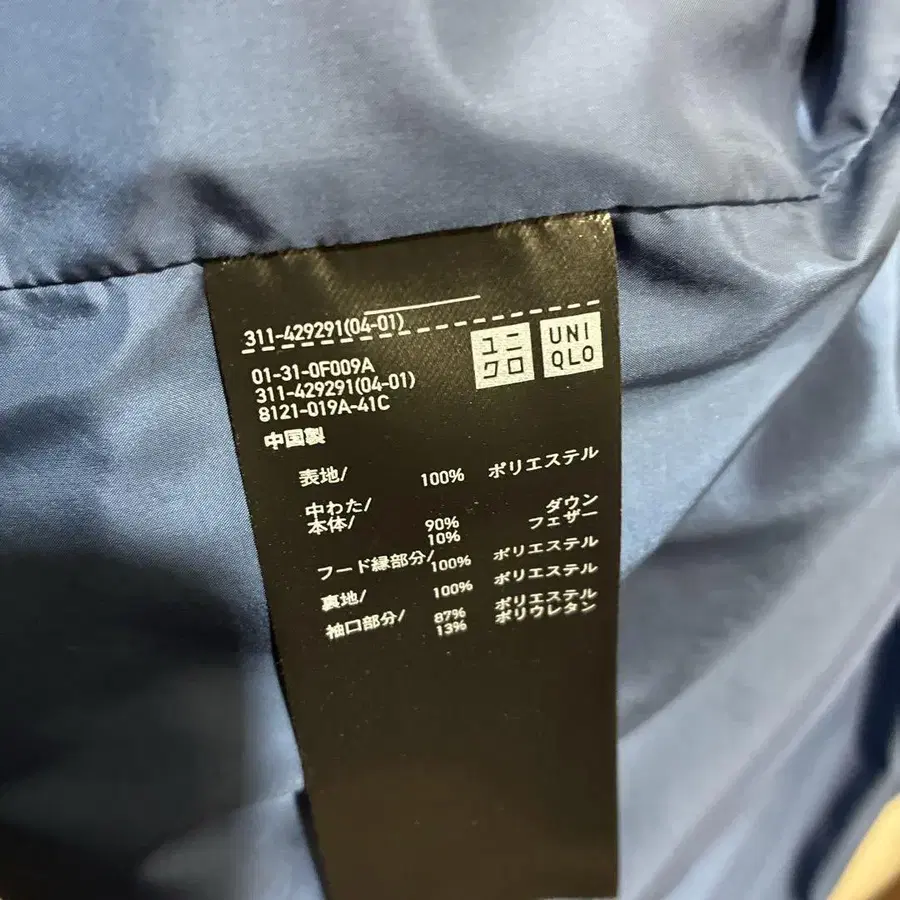 311-429291(04-01)
ユニクロ
UNIQLO
01-31-0F009A
311-429291(04-01)
8121-019A-41C
中国製
表地/ 100% ポリエステル
中わた/
本体/ 90% ダウン
10% フェザー
フード縁部分/ 100% ポリエステル
裏地/ 100% ポリエステル
袖口部分/ 87% ポリエステル
13% ポリウレタン